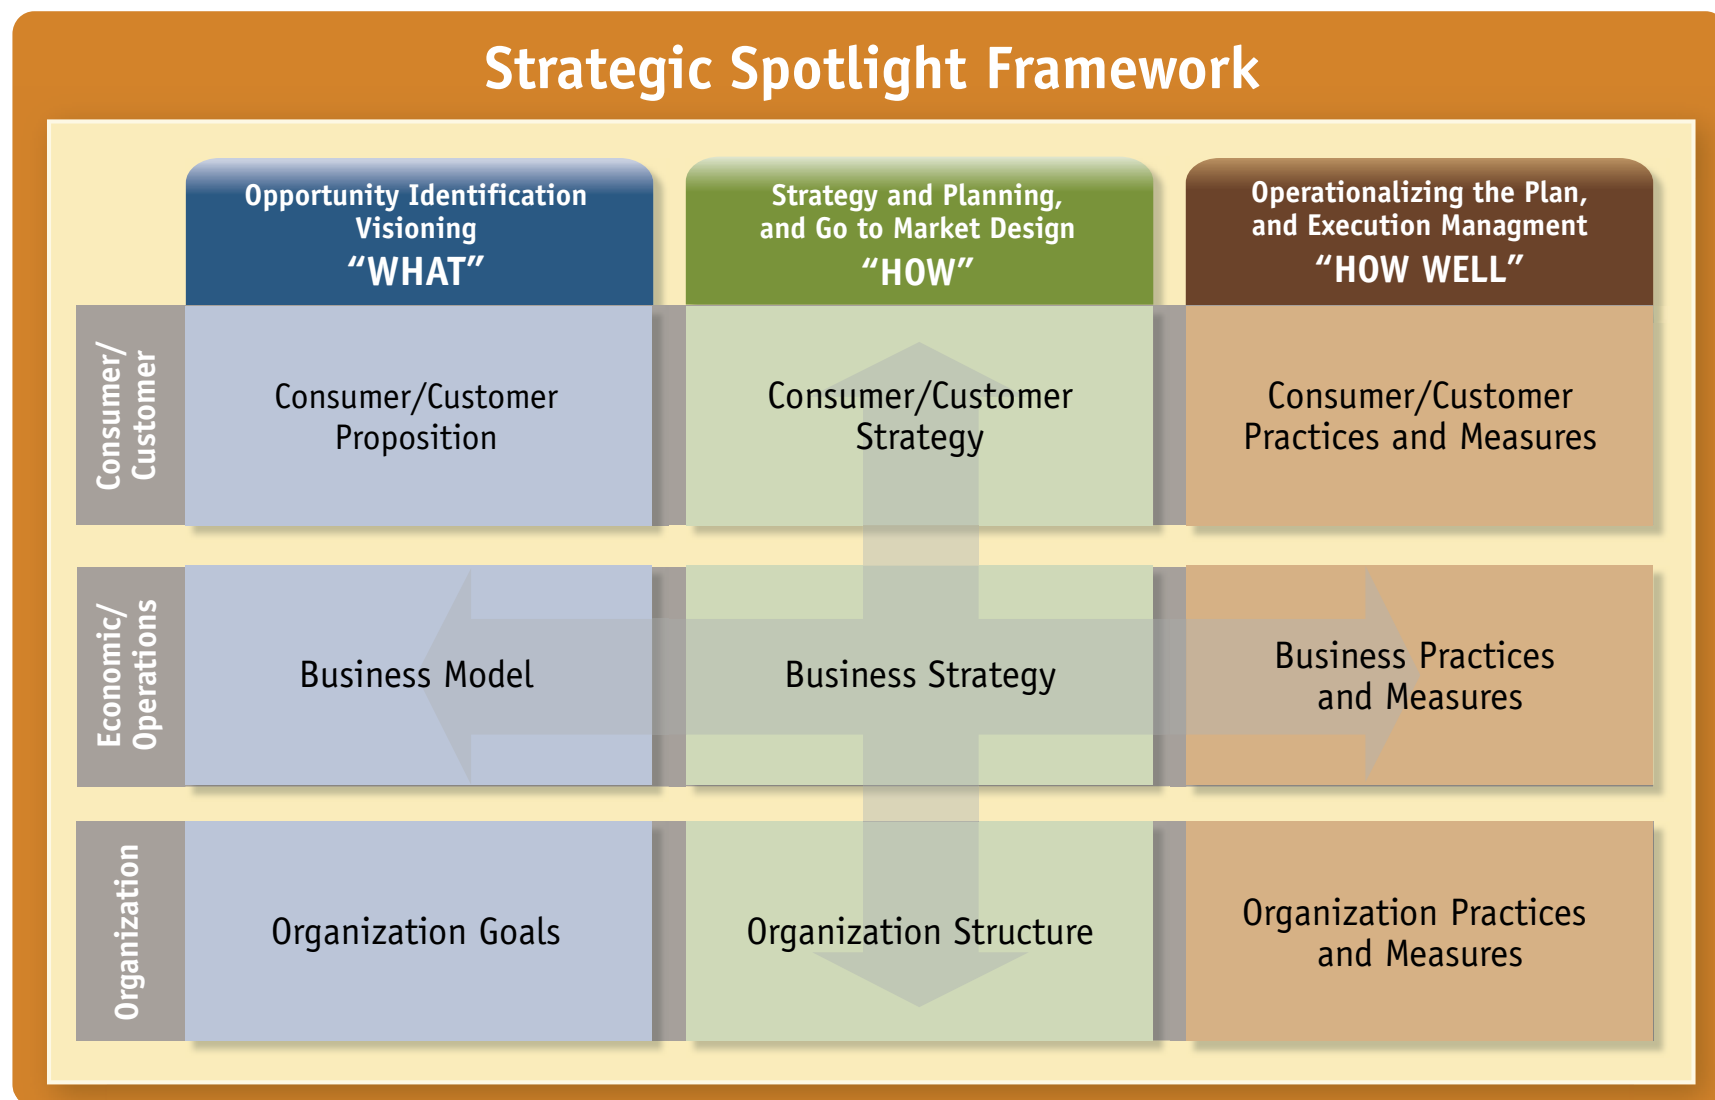 Strategic Spotlight Framework
Opportunity Identification
Visioning
“WHAT”
Strategy and Planning,
and Go to Market Design
“HOW”
Operationalizing the Plan,
and Execution Managment
“HOW WELL”
Consumer/
Customer
Consumer/Customer
Proposition
Consumer/Customer
Strategy
Consumer/Customer
Practices and Measures
Economic/
Operations
Business Model
Business Strategy
Business Practices
and Measures
Organization
Organization Goals
Organization Structure
Organization Practices
and Measures